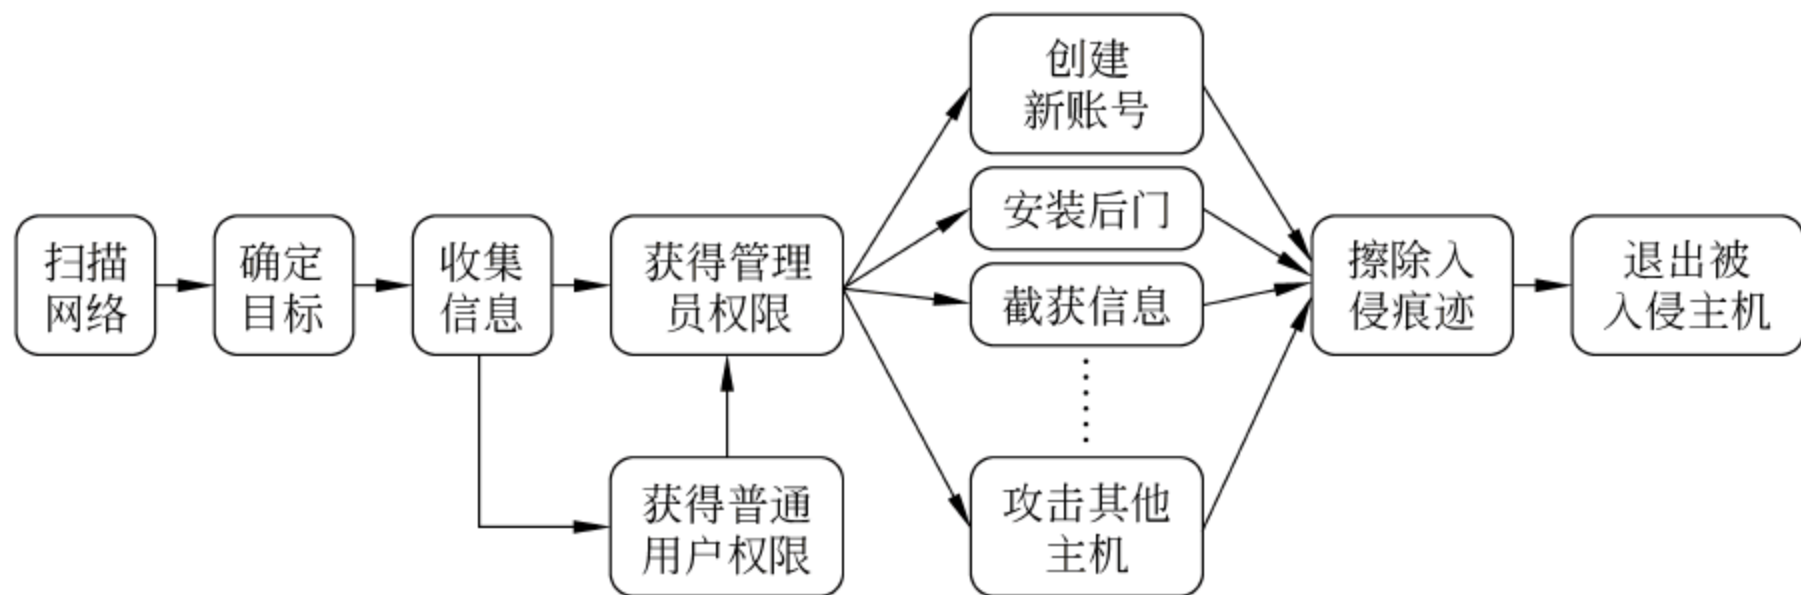 扫描
网络
确定
目标
收集
信息
获得管理
员权限
获得普通
用户权限
创建
新账号
安装后门
截获信息
攻击其他
主机
擦除入
侵痕迹
退出被
入侵主机